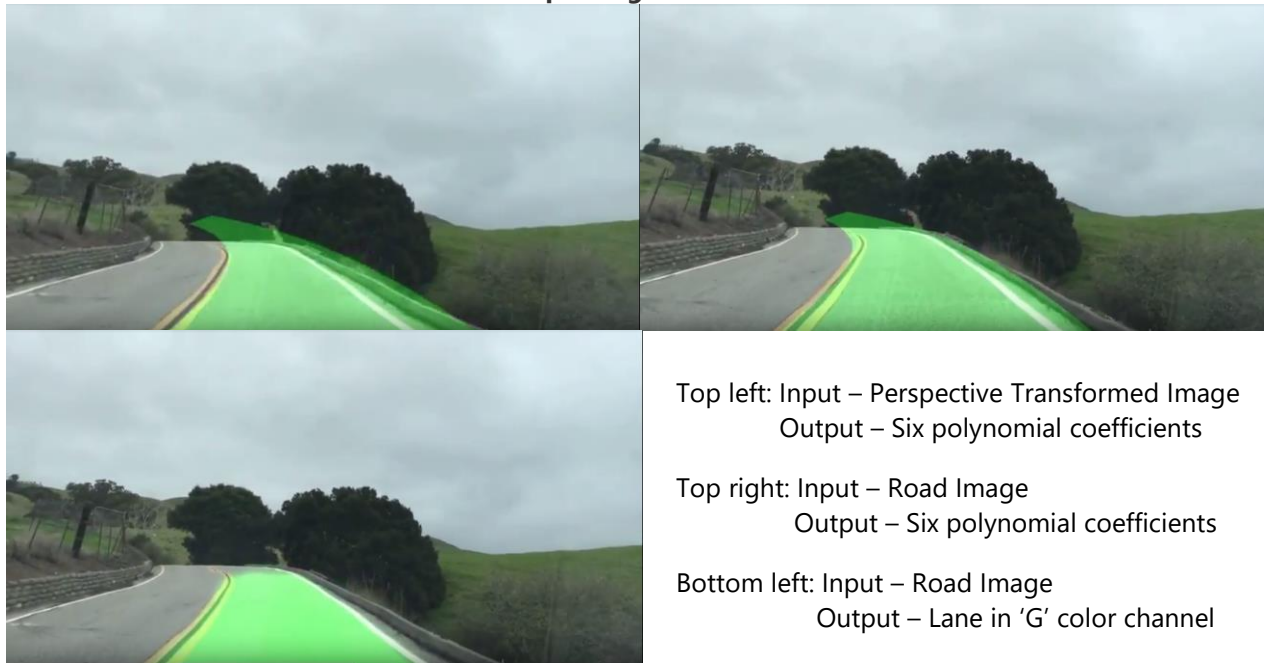 Top left: Input – Perspective Transformed Image
Output – Six polynomial coefficients
Top right: Input – Road Image
Output – Six polynomial coefficients
Bottom left: Input – Road Image
Output – Lane in ‘G’ color channel